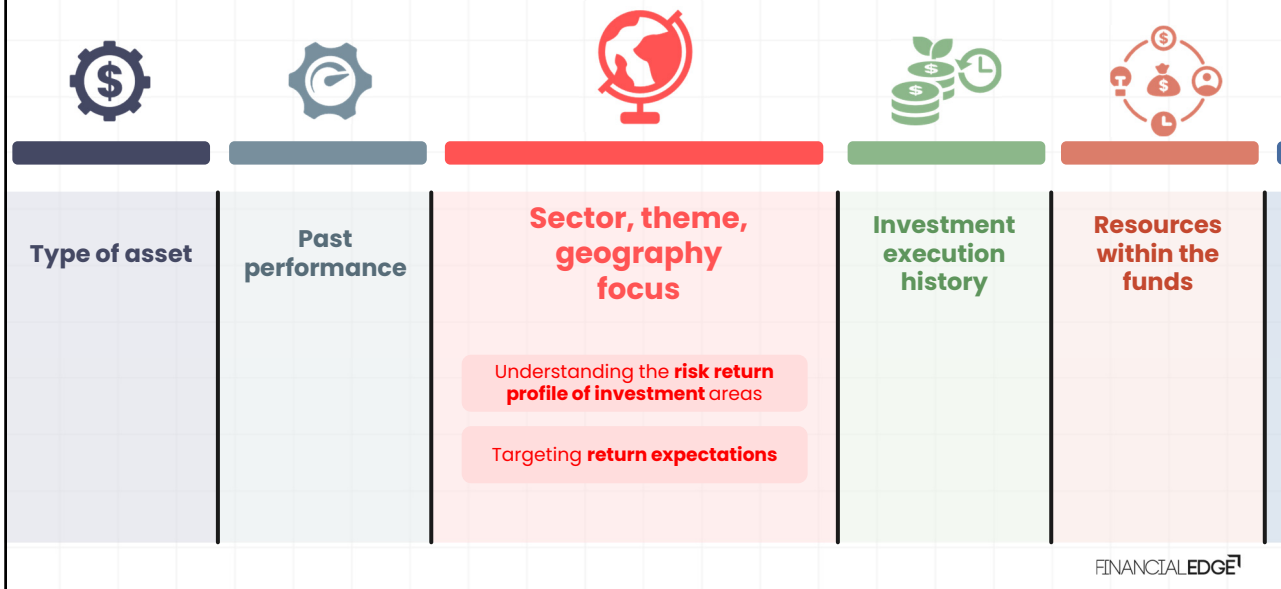 Type of asset
Past
performance
Sector, theme,
geography
focus
Understanding the risk return
profile of investment areas
Targeting return expectations
Investment
execution
history
Resources
within the
funds
FINANCIALEDGE